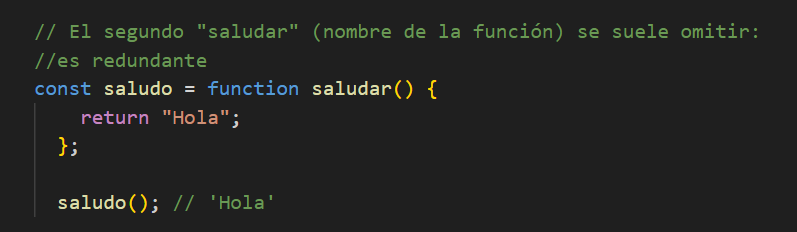 // El segundo "saludar" (nombre de la función) se suele omitir:
//es redundante
const saludo = function saludar() {
    return "Hola";
  };
  saludo(); // 'Hola'